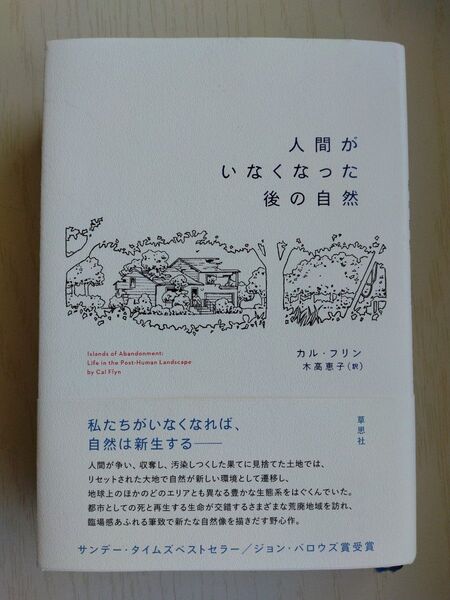 人間が
いなくなった
後の自然
Islands of Abandonment:
Life in the Post-Human Landscape
by Cal Flyn
カル・フリン
木高恵子(訳)
草思社
私たちがいなくなれば、
自然は新生する——
人間が争い、収奪し、汚染しつくした果てに見捨てた土地では、
リセットされた大地で自然が新しい環境として遷移し、
地球上のほかのどのエリアとも異なる豊かな生態系をはぐくんでいた。
都市としての死と再生する生命が交錯するさまざまな荒廃地域を訪れ、
臨場感あふれる筆致で新たな自然像を描きだす野心作。
サンデー・タイムズベストセラー/ジョン・バロウズ賞受賞